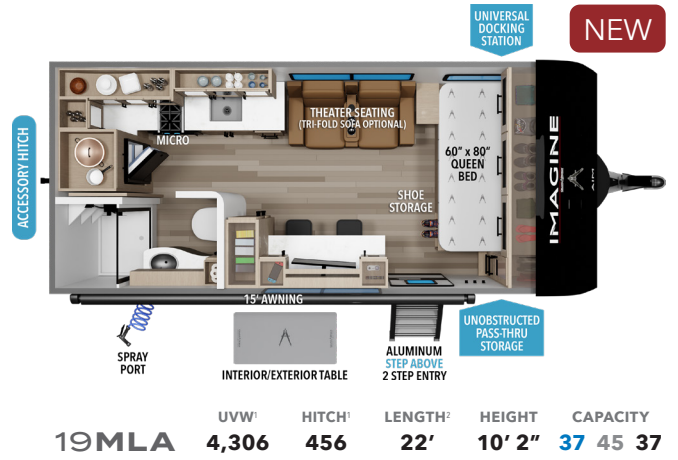 UNIVERSAL
DOCKING
STATION
NEW
ACCESSORY HITCH
MICRO
THEATER SEATING
(TRI-FOLD SOFA OPTIONAL)
60” x 80”
QUEEN
BED
SHOE
STORAGE
IMAGINE
AIM
15’ AWNING
SPRAY
PORT
INTERIOR/EXTERIOR TABLE
ALUMINUM
STEP ABOVE
2 STEP ENTRY
UNOBSTRUCTED
PASS-THRU
STORAGE
UVW¹ HITCH¹ LENGTH² HEIGHT CAPACITY
19MLA 4,306 456 22’ 10’ 2” 37 45 37